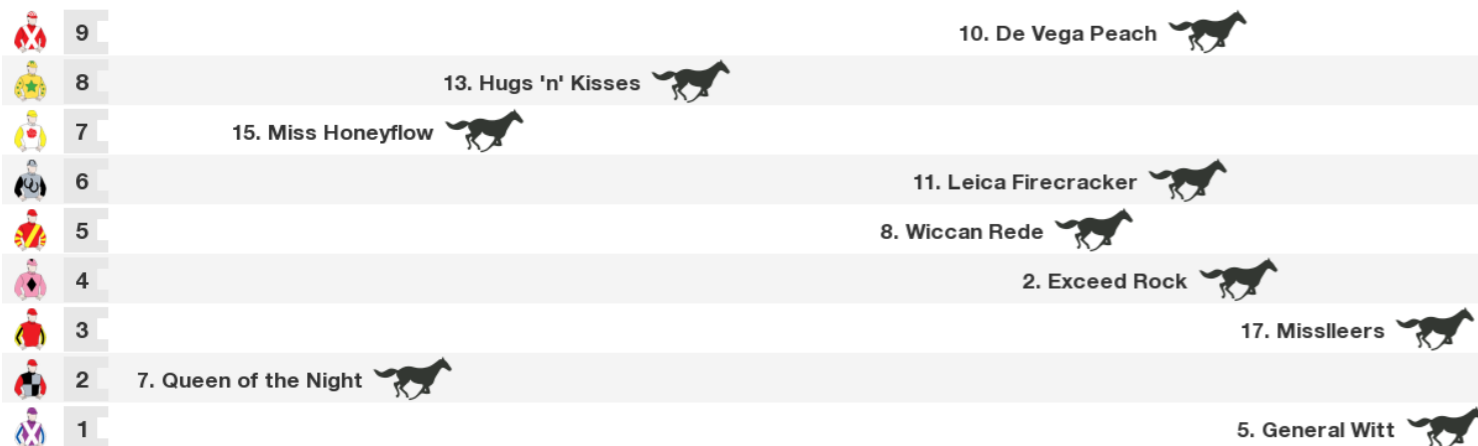 9 10. De Vega Peach
8 13. Hugs 'n' Kisses
7 15. Miss Honeyflow
6 11. Leica Firecracker
5 8. Wiccan Rede
4 2. Exceed Rock
3 17. Misslleers
2 7. Queen of the Night
1 5. General Witt